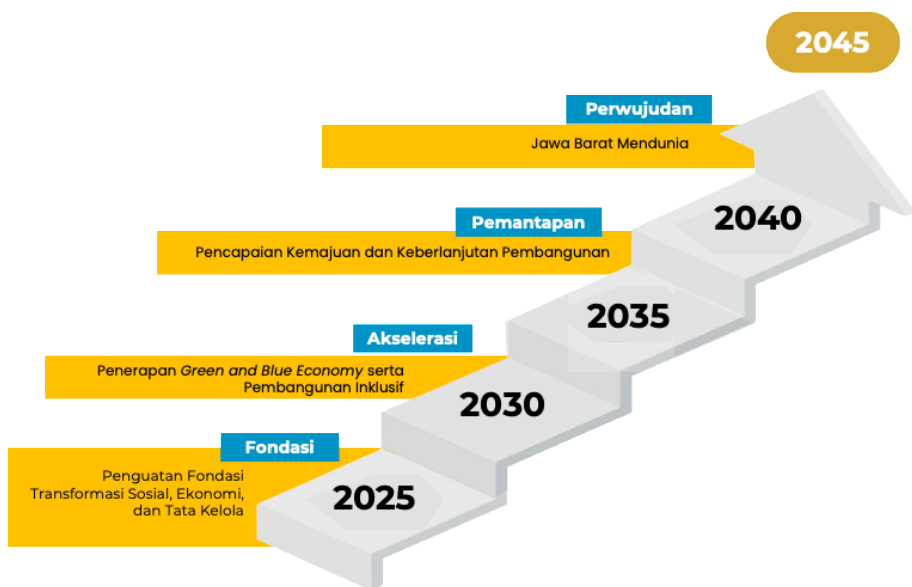 2045
Perwujudan
Jawa Barat Mendunia
2040
Pemantapan
Pencapaian Kemajuan dan Keberlanjutan Pembangunan
2035
Akselerasi
Penerapan Green and Blue Economy serta
Pembangunan Inklusif
2030
Fondasi
Penguatan Fondasi
Transformasi Sosial, Ekonomi,
dan Tata Kelola
2025